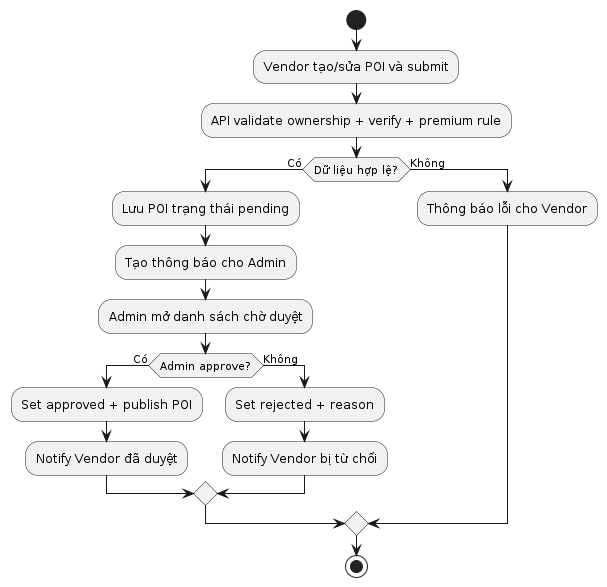 Vendor tạo/sửa POI và submit
API validate ownership + verify + premium rule
Dữ liệu hợp lệ?
Có
Không
Lưu POI trạng thái pending
Thông báo lỗi cho Vendor
Tạo thông báo cho Admin
Admin mở danh sách chờ duyệt
Admin approve?
Có
Không
Set approved + publish POI
Set rejected + reason
Notify Vendor đã duyệt
Notify Vendor bị từ chối